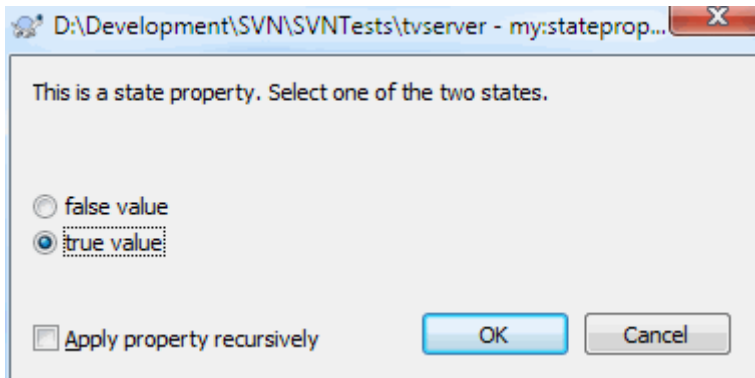 D:\Development\SVN\SVNTests\tvserver - my:stateprop...
This is a state property. Select one of the two states.
false value
true value
Apply property recursively
OK
Cancel